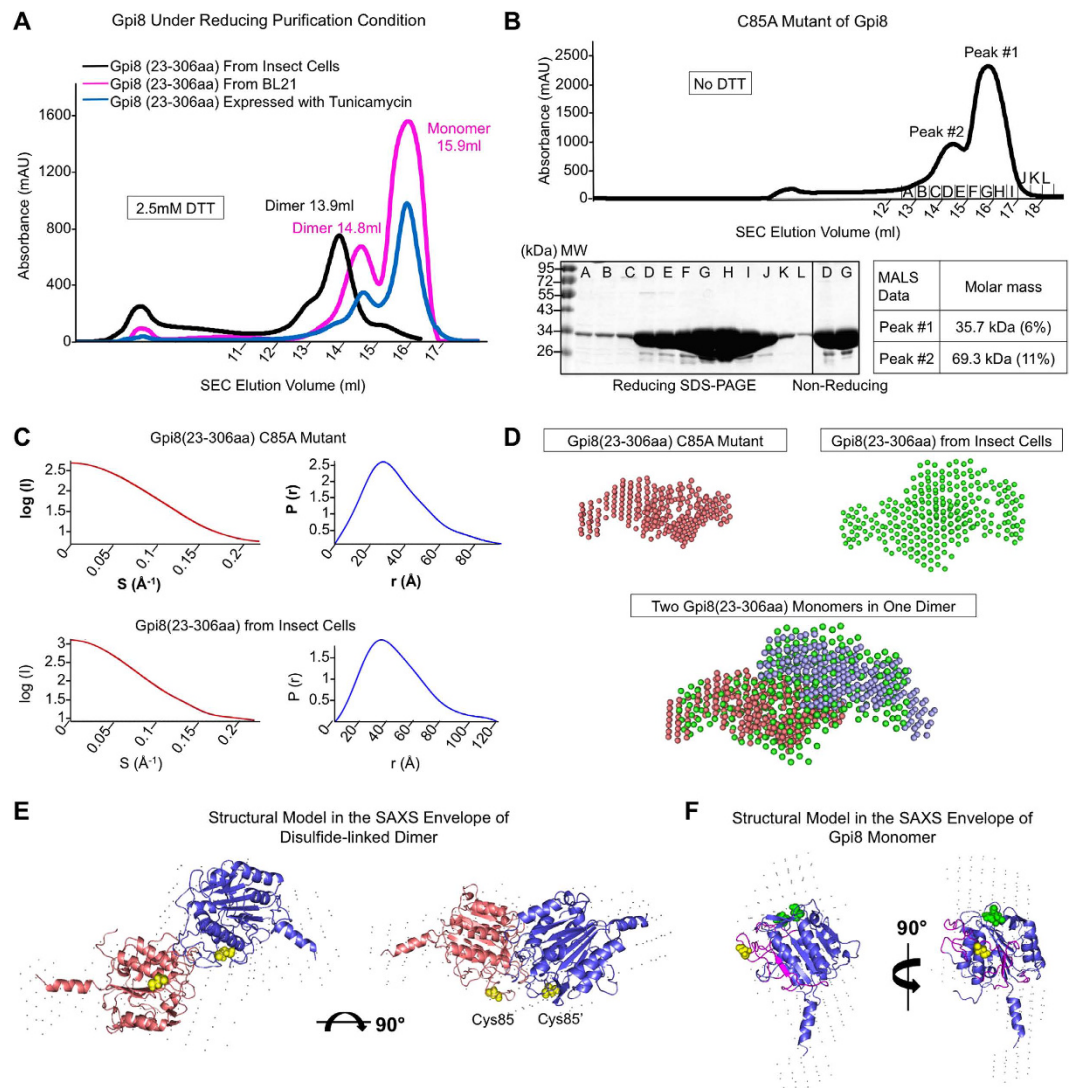 A
Gpi8 Under Reducing Purification Condition
Gpi8 (23-306aa) From Insect Cells
Gpi8 (23-306aa) From BL21
Gpi8 (23-306aa) Expressed with Tunicamycin
Absorbance (mAU)
1600
1200
800
400
0
2.5mM DTT
Monomer
15.9ml
Dimer 13.9ml
Dimer 14.8ml
11 12 13 14 15 16 17
SEC Elution Volume (ml)
B
C85A Mutant of Gpi8
Absorbance (mAU)
2500
2000
1500
1000
500
0
No DTT
Peak #1
Peak #2
A B C D E F G H I J K L
12 13 14 15 16 17 18
SEC Elution Volume (ml)
(kDa) MW A B C D E F G H I J K L D G
95
72
55
43
34
26
Reducing SDS-PAGE Non-Reducing
MALS
Data
Molar mass
Peak #1 35.7 kDa (6%)
Peak #2 69.3 kDa (11%)
C
Gpi8(23-306aa) C85A Mutant
log (I)
2.5
2
1.5
1
0 0.05 0.1 0.15 0.2
S (Å⁻¹)
P (r)
2.5
2.0
1.5
1
0.5
0 20 40 60 80
r (Å)
Gpi8(23-306aa) from Insect Cells
log (I)
3
2.5
2
1.5
1
0 0.05 0.1 0.15 0.2
S (Å⁻¹)
P (r)
1.5
1
0.5
0 20 40 60 80 100 120
r (Å)
D
Gpi8(23-306aa) C85A Mutant
Gpi8(23-306aa) from Insect Cells
Two Gpi8(23-306aa) Monomers in One Dimer
E
Structural Model in the SAXS Envelope of
Disulfide-linked Dimer
90°
Cys85 Cys85'
F
Structural Model in the SAXS Envelope of
Gpi8 Monomer
90°